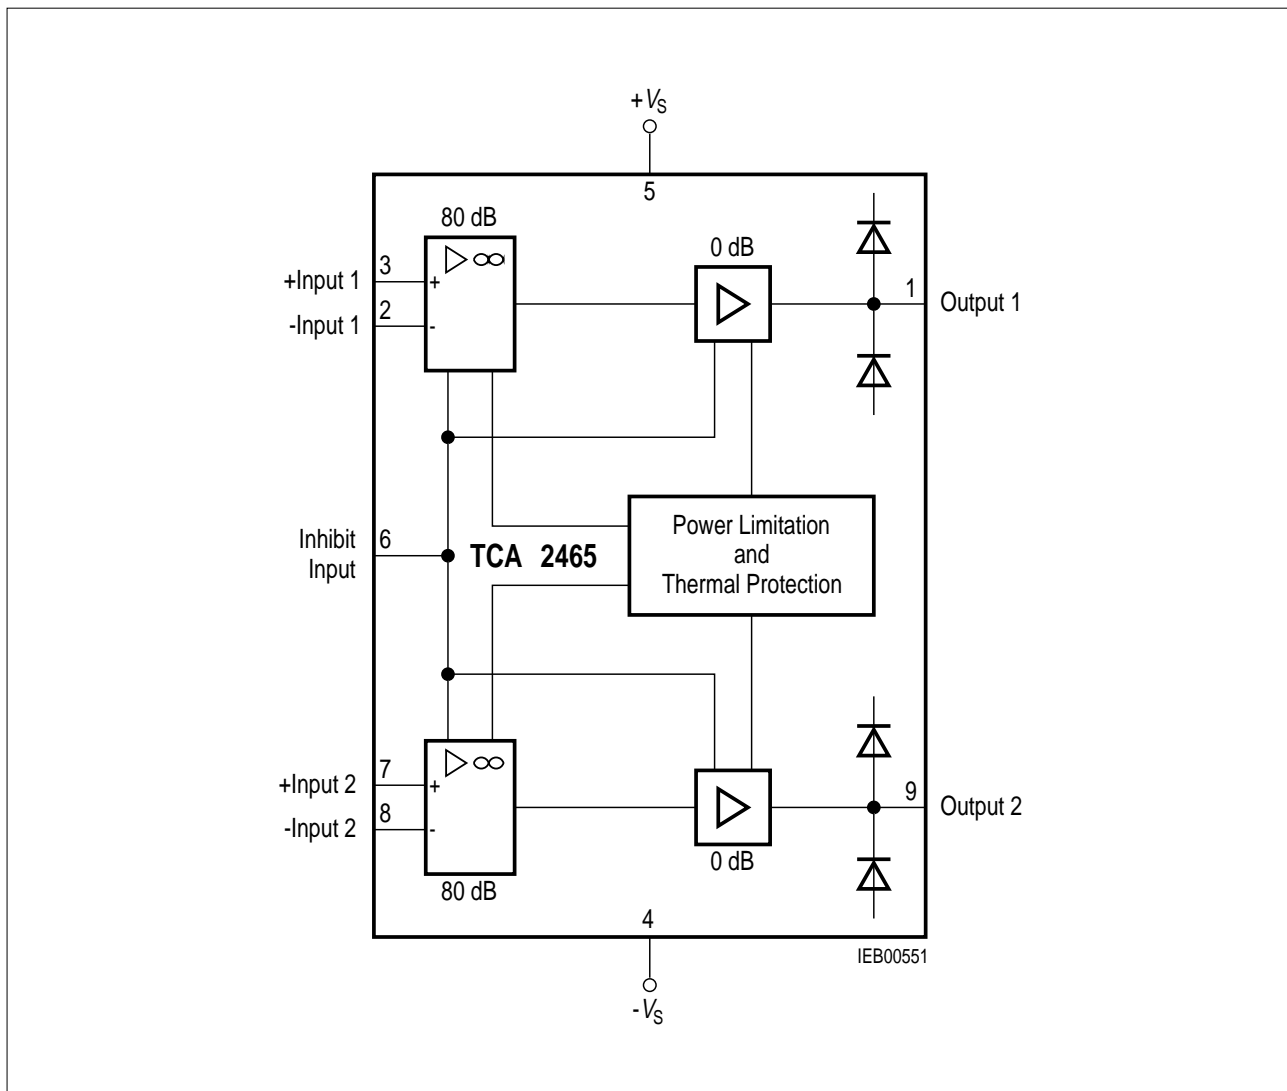 +VS
5
80 dB
0 dB
▷ ∞
3
+Input 1
+
1
Output 1
2
-Input 1
-
Inhibit
Input
6
TCA 2465
Power Limitation
and
Thermal Protection
▷ ∞
7
+Input 2
+
9
Output 2
8
-Input 2
-
80 dB
0 dB
4
IEB00551
-VS